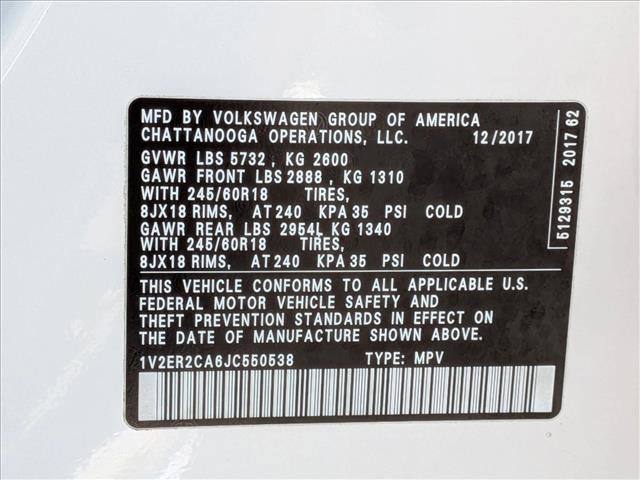 MFD BY VOLKSWAGEN GROUP OF AMERICA
CHATTANOOGA OPERATIONS, LLC. 12/2017
GVWR LBS 5732, KG 2600
GAWR FRONT LBS 2888, KG 1310
WITH 245/60R18 TIRES,
8JX18 RIMS, AT 240 KPA 35 PSI COLD
GAWR REAR LBS 2954L KG 1340
WITH 245/60R18 TIRES,
8JX18 RIMS, AT 240 KPA 35 PSI COLD
THIS VEHICLE CONFORMS TO ALL APPLICABLE U.S.
FEDERAL MOTOR VEHICLE SAFETY AND
THEFT PREVENTION STANDARDS IN EFFECT ON
THE DATE OF MANUFACTURE SHOWN ABOVE.
1V2ER2CA6JC550538 TYPE: MPV
5129315 2017 62